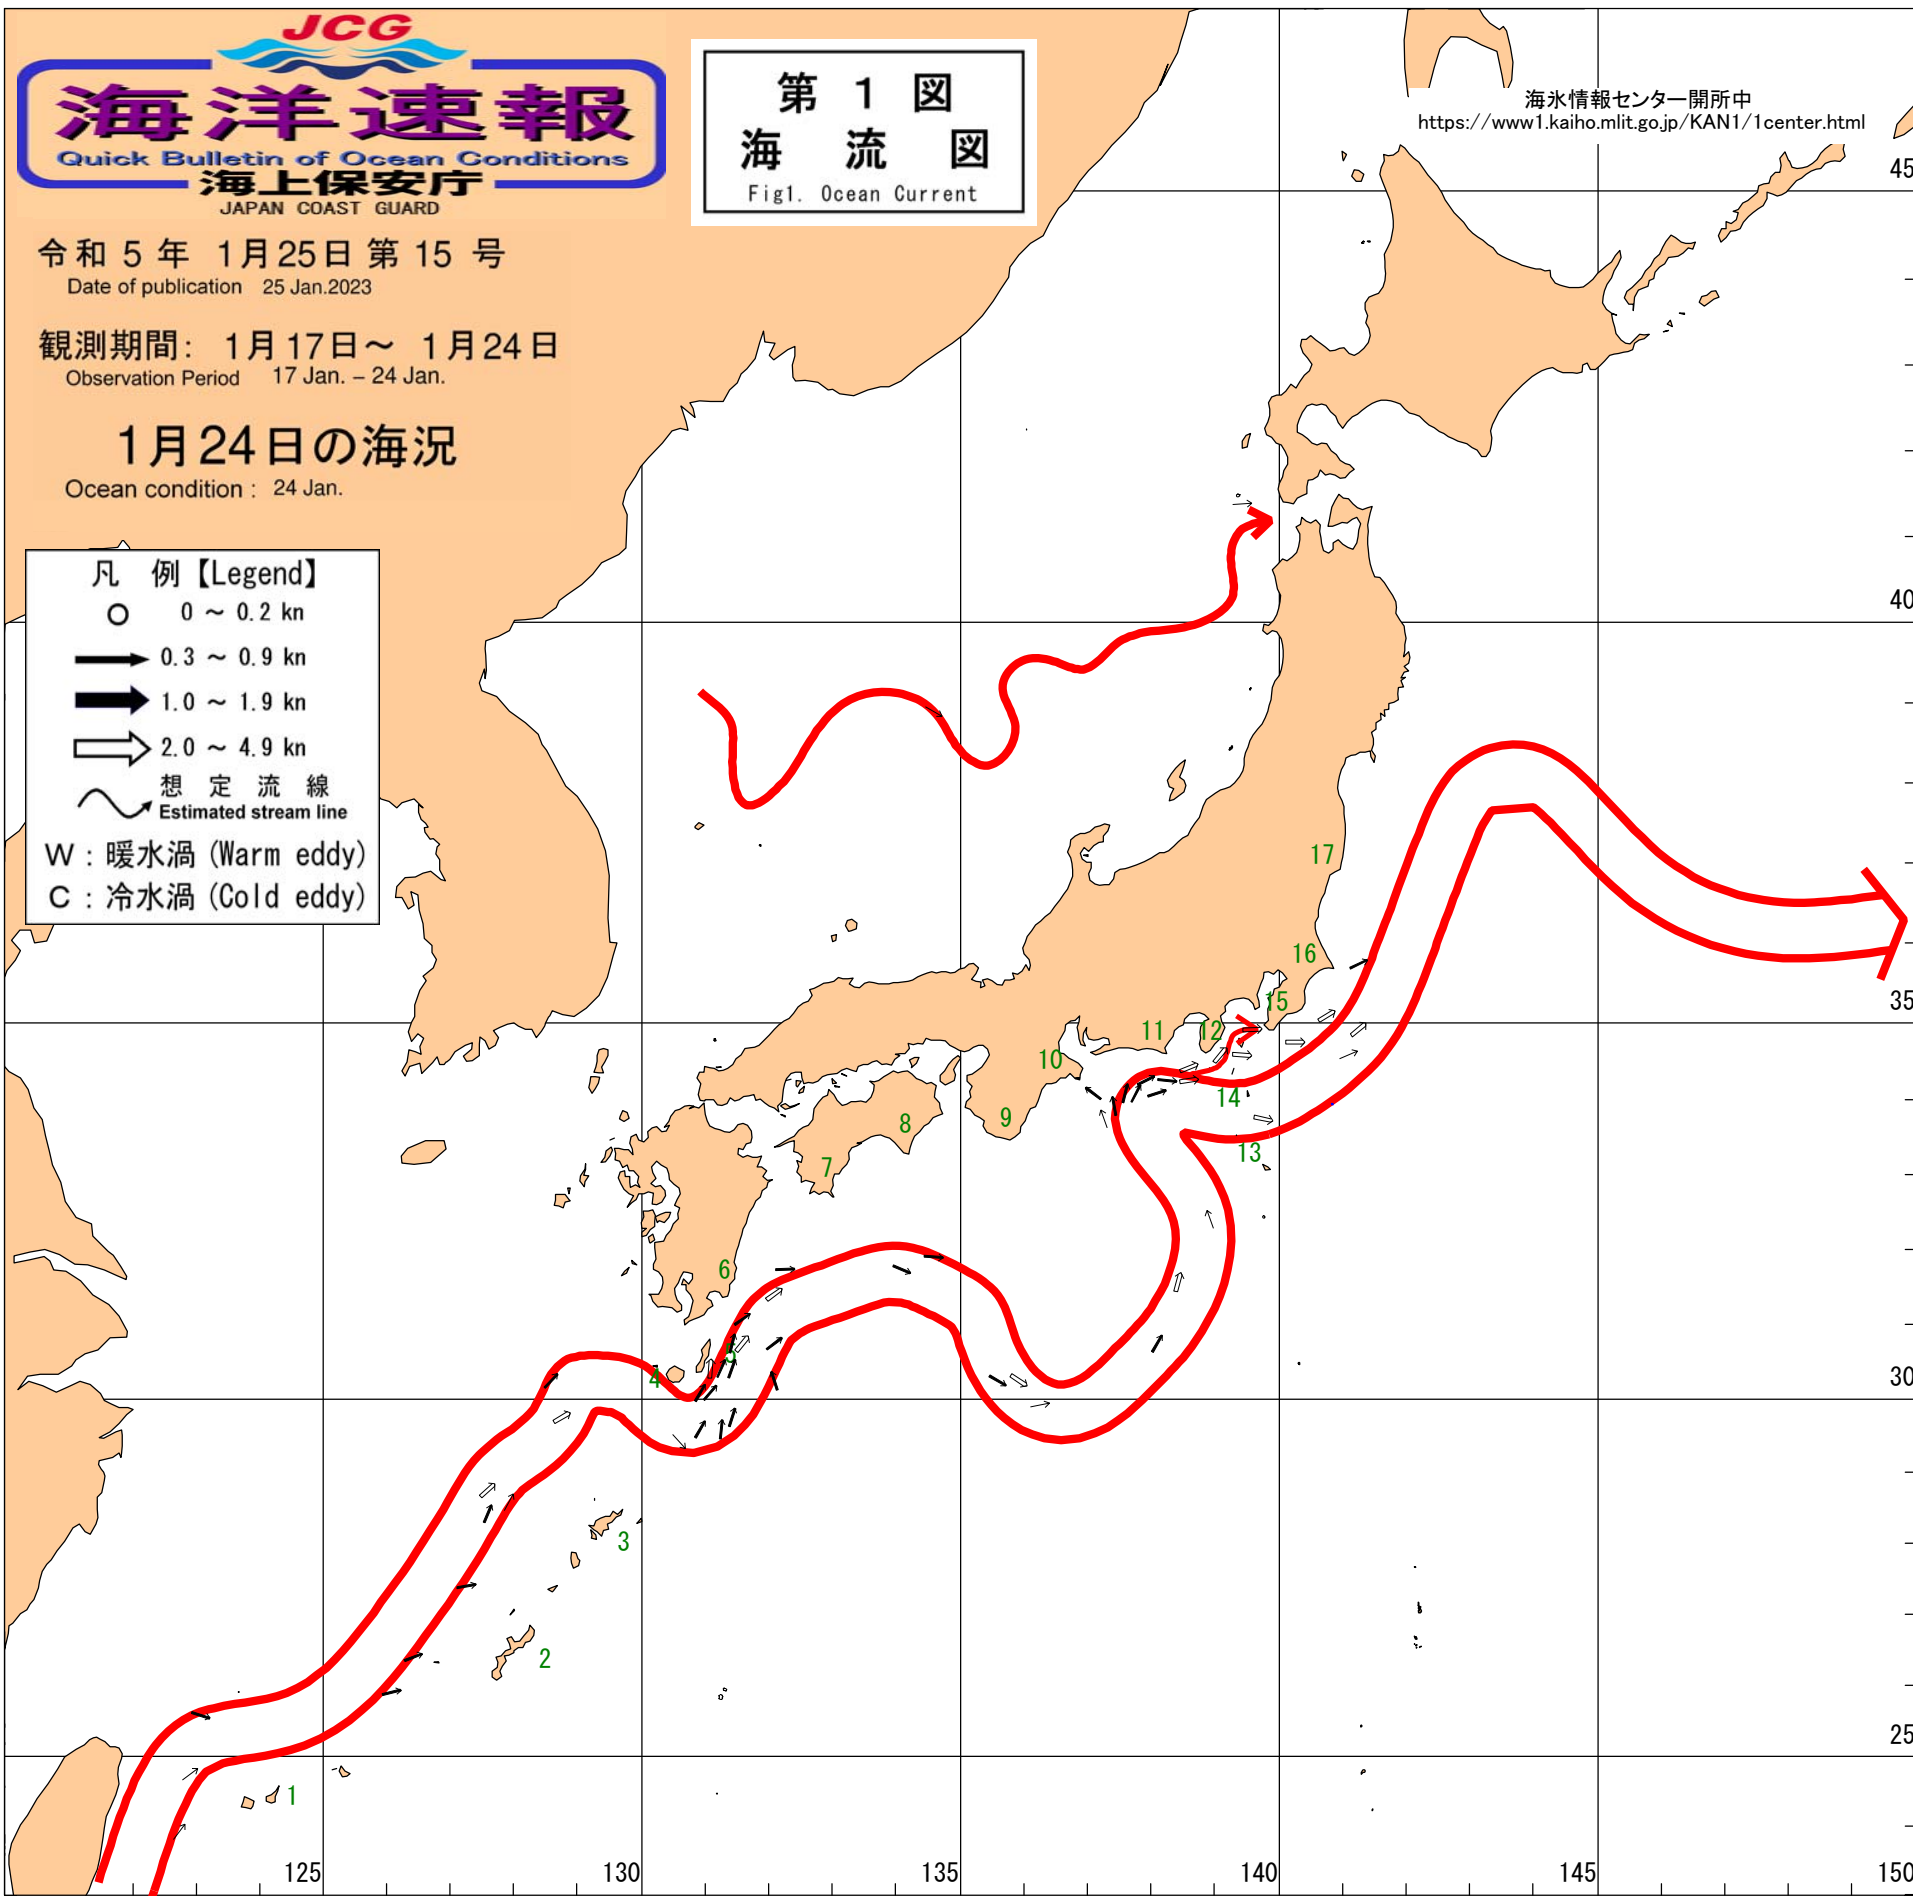 JCG
海洋速報
Quick Bulletin of Ocean Conditions
海上保安庁
JAPAN COAST GUARD
第 1 図
海 流 図
Fig1. Ocean Current
海氷情報センター開所中
https://www1.kaiho.mlit.go.jp/KAN1/1center.html
令和 5 年 1月25日 第 15 号
Date of publication 25 Jan.2023
観測期間: 1月17日～ 1月24日
Observation Period 17 Jan. – 24 Jan.
1月24日の海況
Ocean condition : 24 Jan.
凡 例【Legend】
0 ～ 0.2 kn
0.3 ～ 0.9 kn
1.0 ～ 1.9 kn
2.0 ～ 4.9 kn
想 定 流 線
Estimated stream line
W : 暖水渦 (Warm eddy)
C : 冷水渦 (Cold eddy)
45
40
17
16
15
35
12
11
10
14
9
8
13
7
6
5
4
30
3
2
25
1
125
130
135
140
145
150